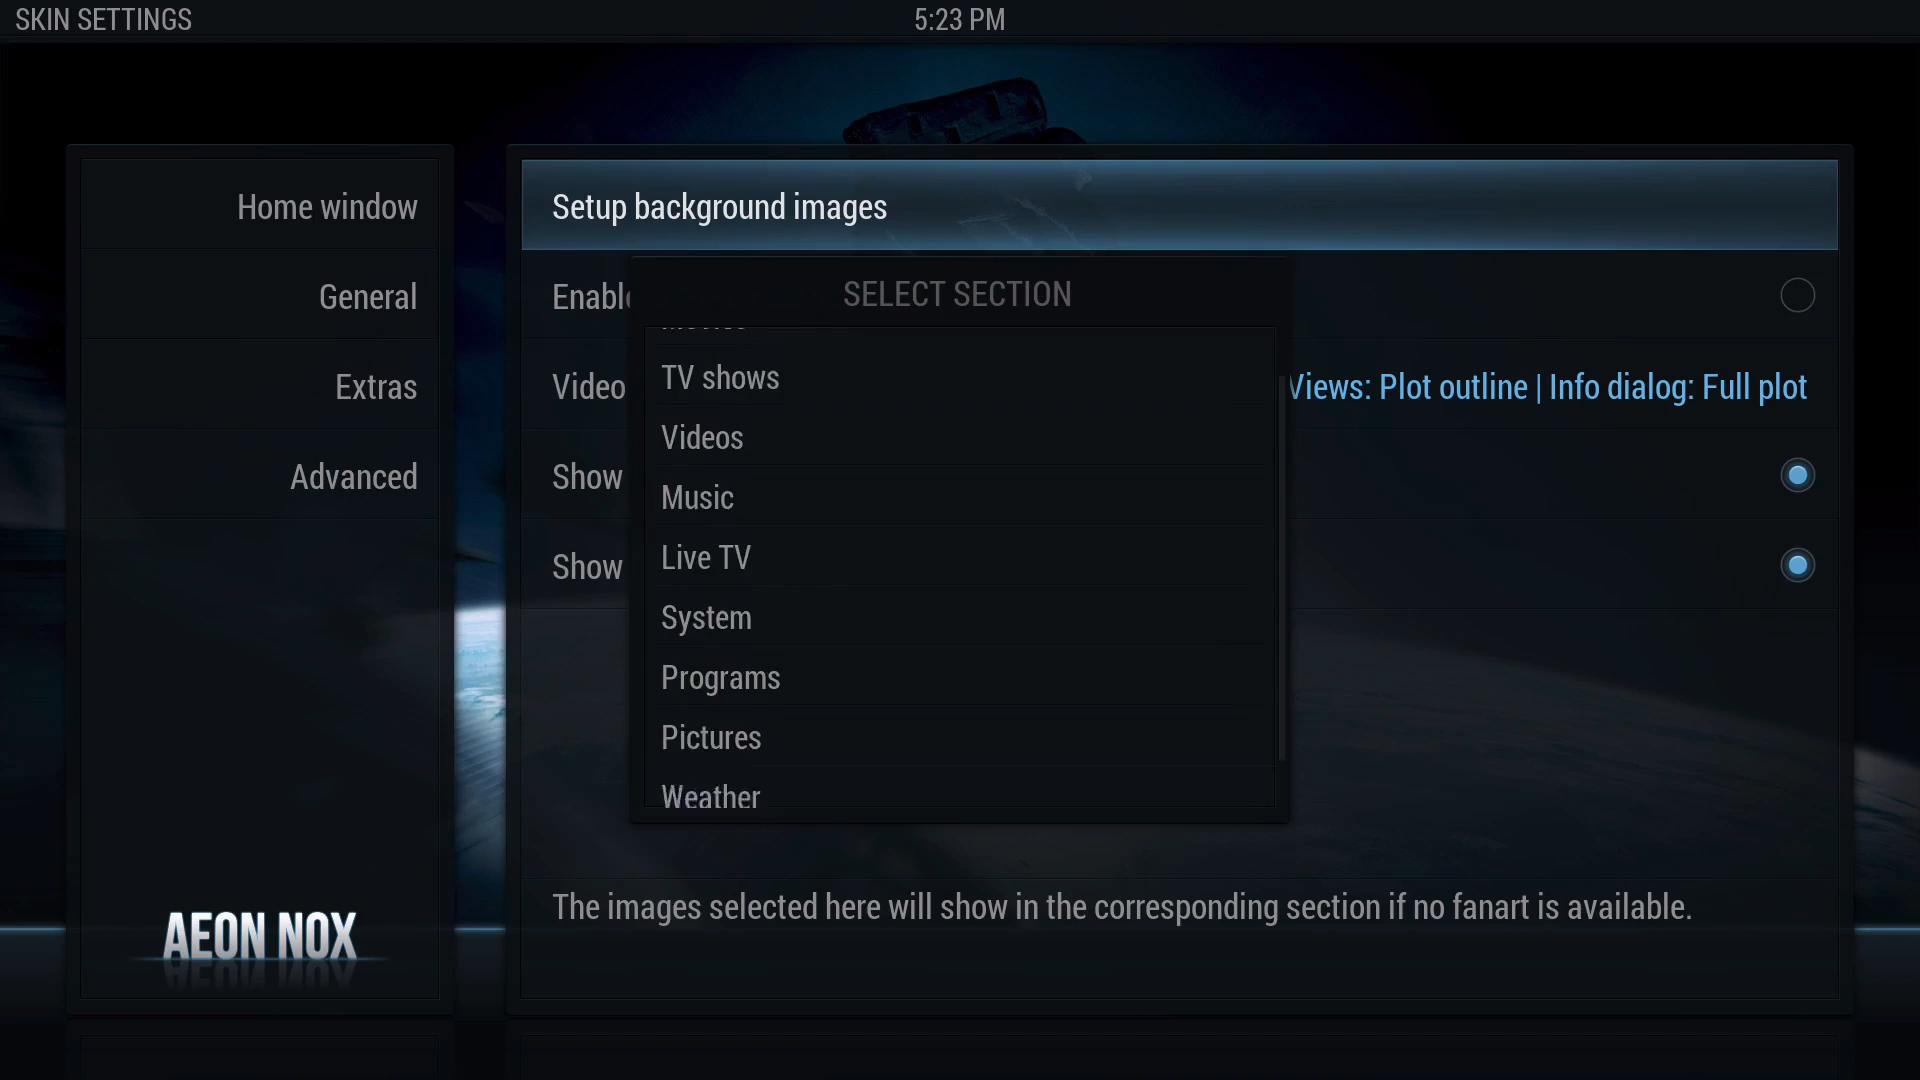 SKIN SETTINGS
5:23 PM
Home window
General
Extras
Advanced
AEON NOX
Setup background images
Video
Views: Plot outline | Info dialog: Full plot
Show
Show
SELECT SECTION
TV shows
Videos
Music
Live TV
System
Programs
Pictures
Weather
The images selected here will show in the corresponding section if no fanart is available.